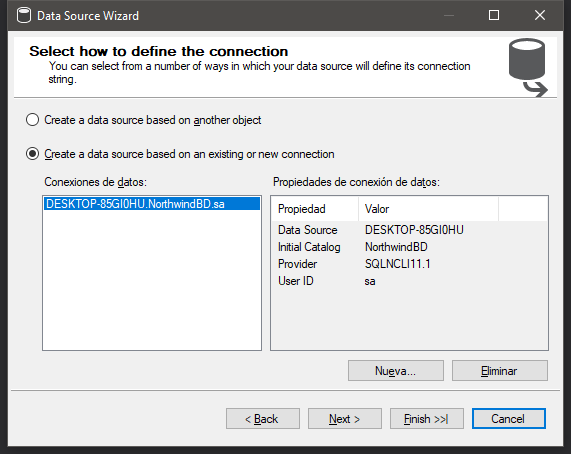 Data Source Wizard
Select how to define the connection
You can select from a number of ways in which your data source will define its connection
string.
Create a data source based on another object
Create a data source based on an existing or new connection
Conexiones de datos:
Propiedades de conexión de datos:
DESKTOP-85GI0HU.NorthwindBD.sa
Propiedad Valor
Data Source DESKTOP-85GI0HU
Initial Catalog NorthwindBD
Provider SQLNCLI11.1
User ID sa
Nueva... Eliminar
< Back Next > Finish >>| Cancel